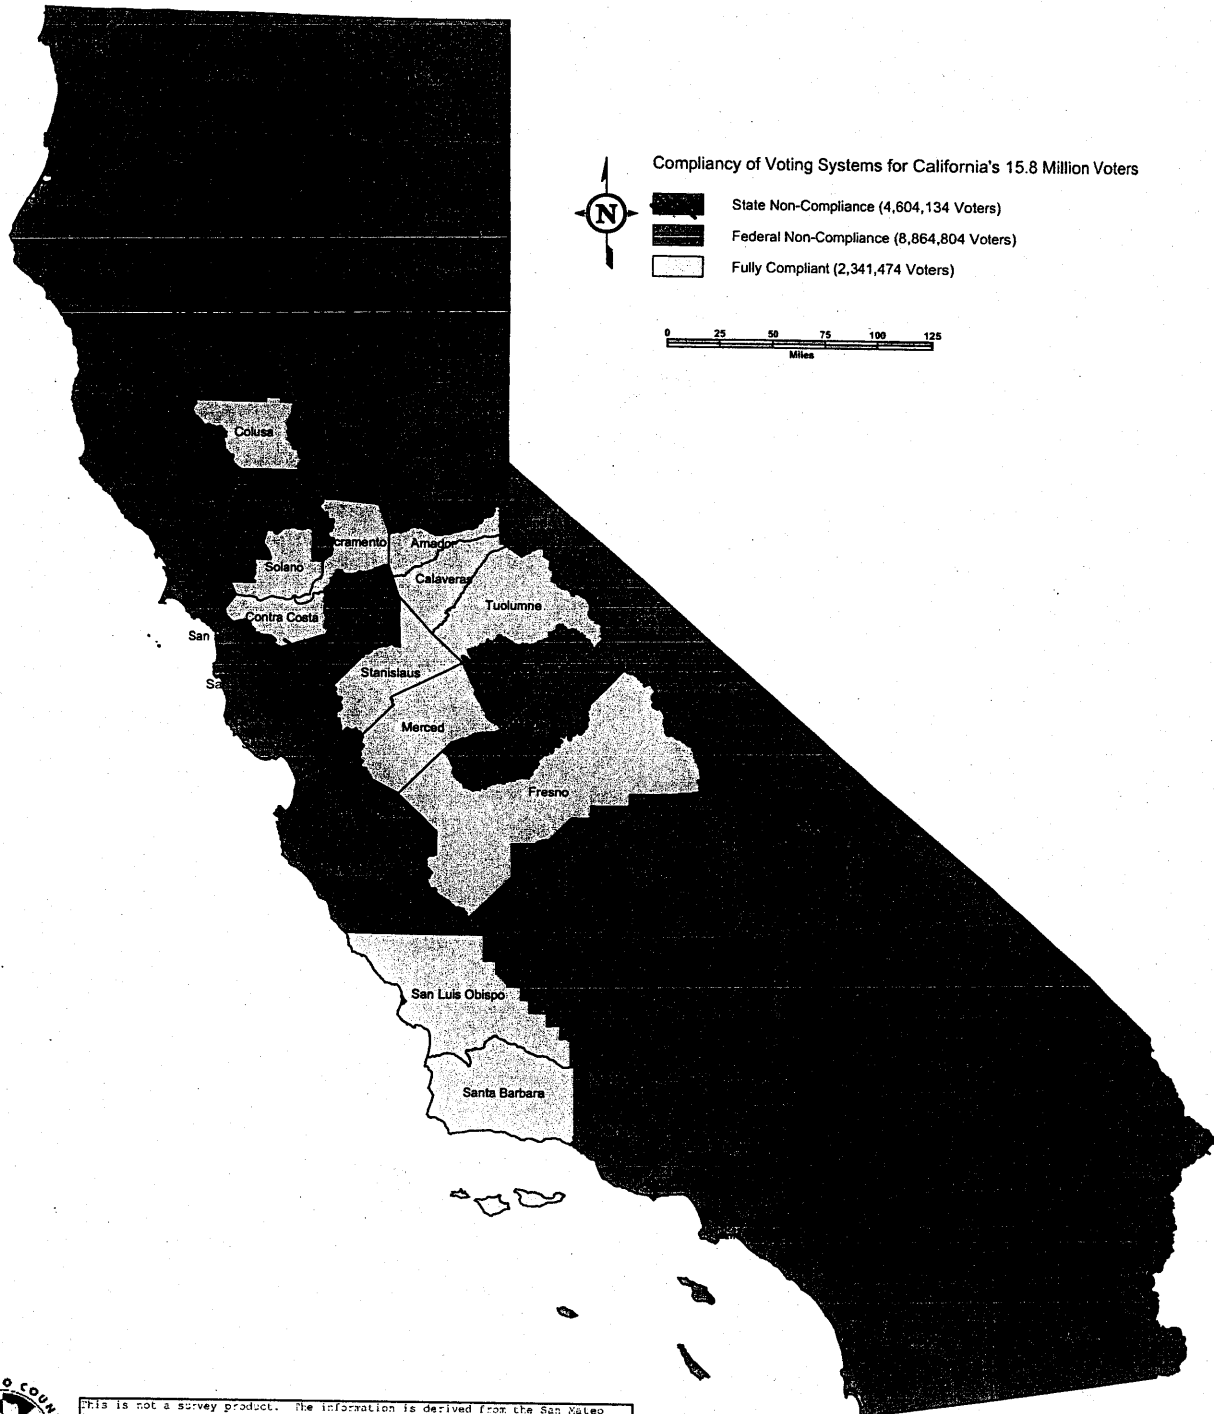 Compliancy of Voting Systems for California's 15.8 Million Voters
N
State Non-Compliance (4,604,134 Voters)
Federal Non-Compliance (8,864,804 Voters)
Fully Compliant (2,341,474 Voters)
0 25 50 75 100 125
Miles
Colusa
cramento
Amador
Solano
Calaveras
Tuolumne
Contra Costa
San
Stanislaus
Sa
Merced
Fresno
San Luis Obispo
Santa Barbara
O COUN
This is not a survey product. The information is derived from the San Mateo